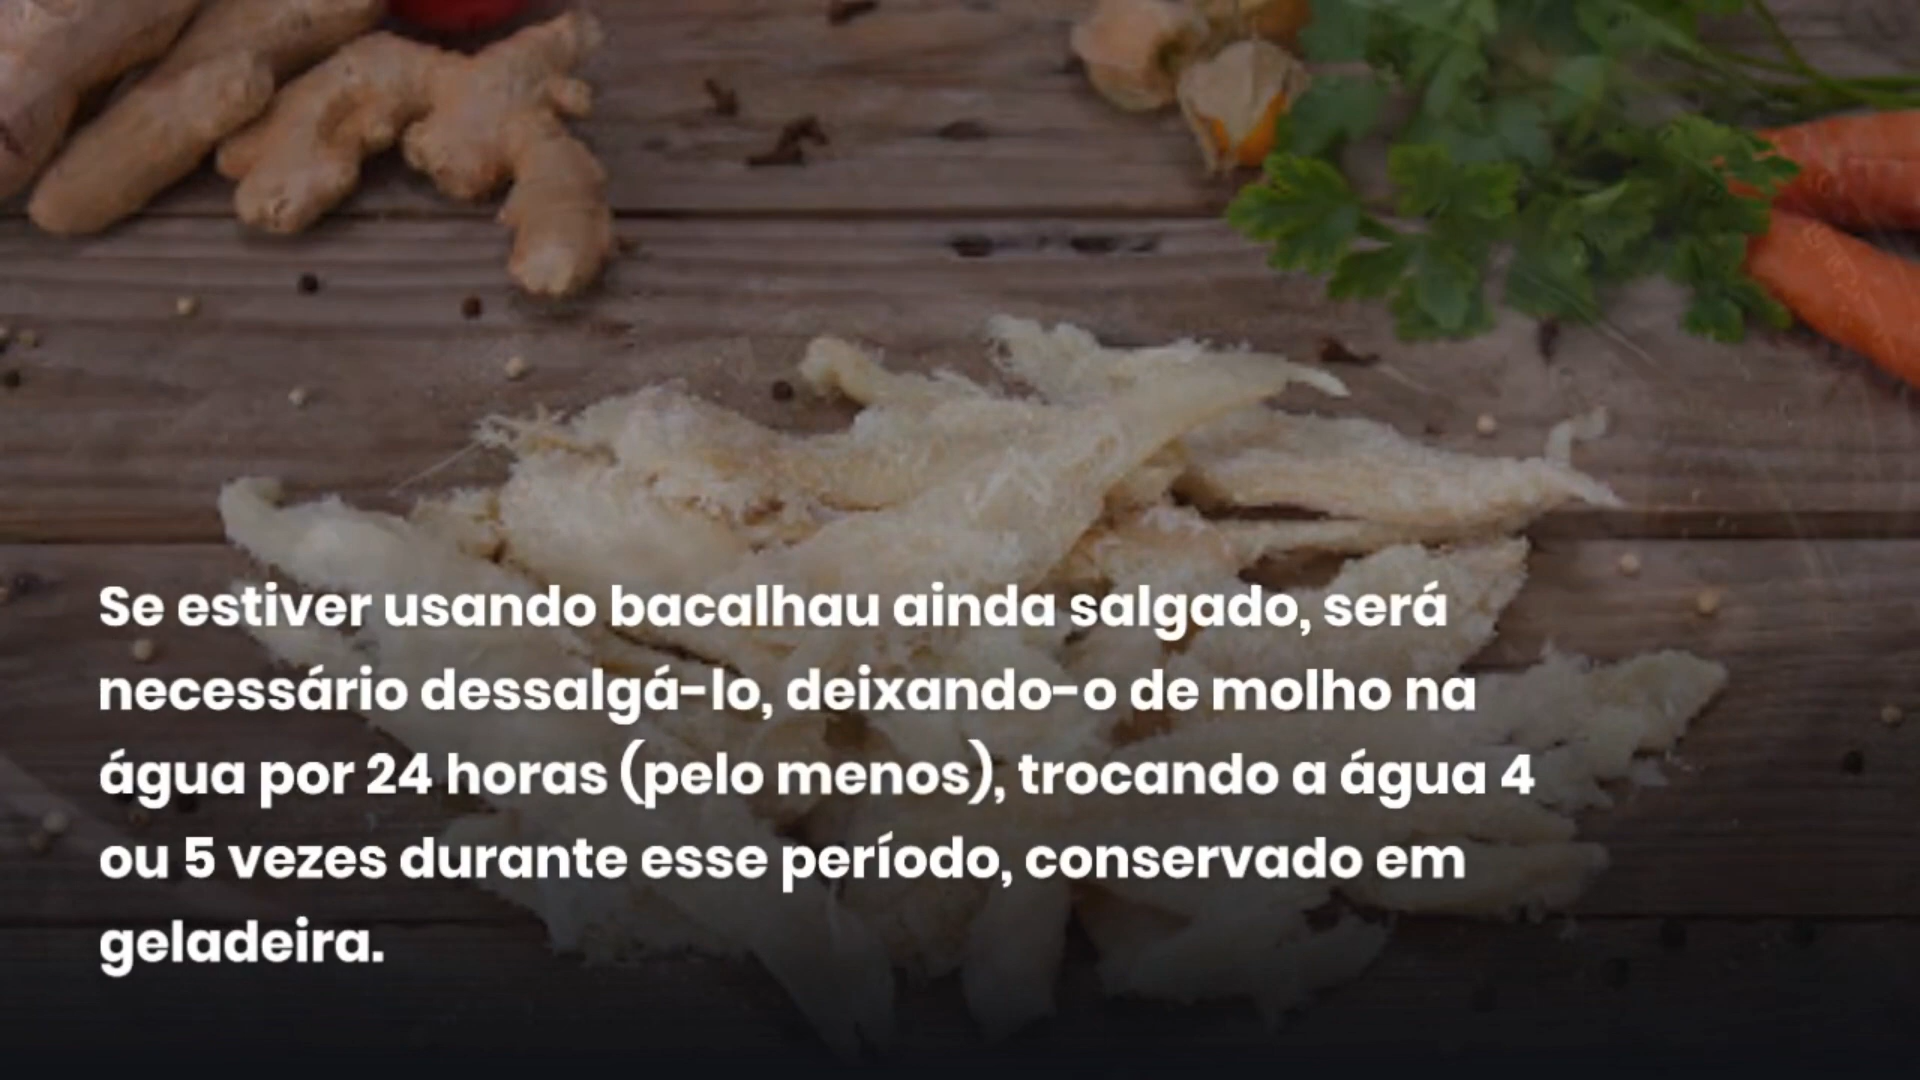 Se estiver usando bacalhau ainda salgado, será
necessário dessalgá-lo, deixando-o de molho na
água por 24 horas (pelo menos), trocando a água 4
ou 5 vezes durante esse período, conservado em
geladeira.